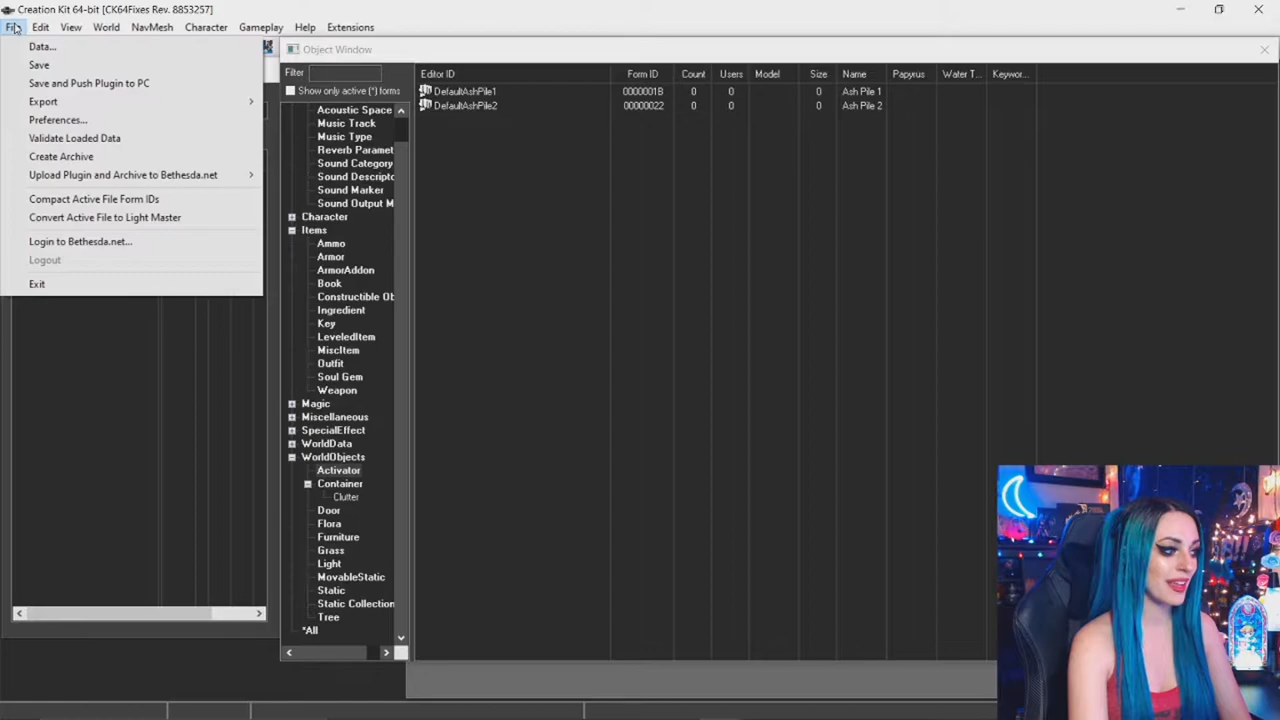 Creation Kit 64-bit [CK64Fixes Rev. 8853257]
File Edit View World NavMesh Character Gameplay Help Extensions
Data...
Save
Save and Push Plugin to PC
Export
Preferences...
Validate Loaded Data
Create Archive
Upload Plugin and Archive to Bethesda.net
Compact Active File Form IDs
Convert Active File to Light Master
Login to Bethesda.net...
Logout
Exit
Object Window
Filter
Show only active (*) forms
Acoustic Space
Music Track
Music Type
Reverb Paramet
Sound Category
Sound Descripto
Sound Marker
Sound Output M
Character
Items
Ammo
Armor
ArmorAddon
Book
Constructible Ob
Ingredient
Key
LeveledItem
MiscItem
Outfit
Soul Gem
Weapon
Magic
Miscellaneous
SpecialEffect
WorldData
WorldObjects
Activator
Container
Clutter
Door
Flora
Furniture
Grass
Light
MovableStatic
Static
Static Collection
Tree
*All
Editor ID Form ID Count Users Model Size Name Papyrus Water T... Keywor...
DefaultAshPile1 0000001B 0 0 0 Ash Pile 1
DefaultAshPile2 00000022 0 0 0 Ash Pile 2